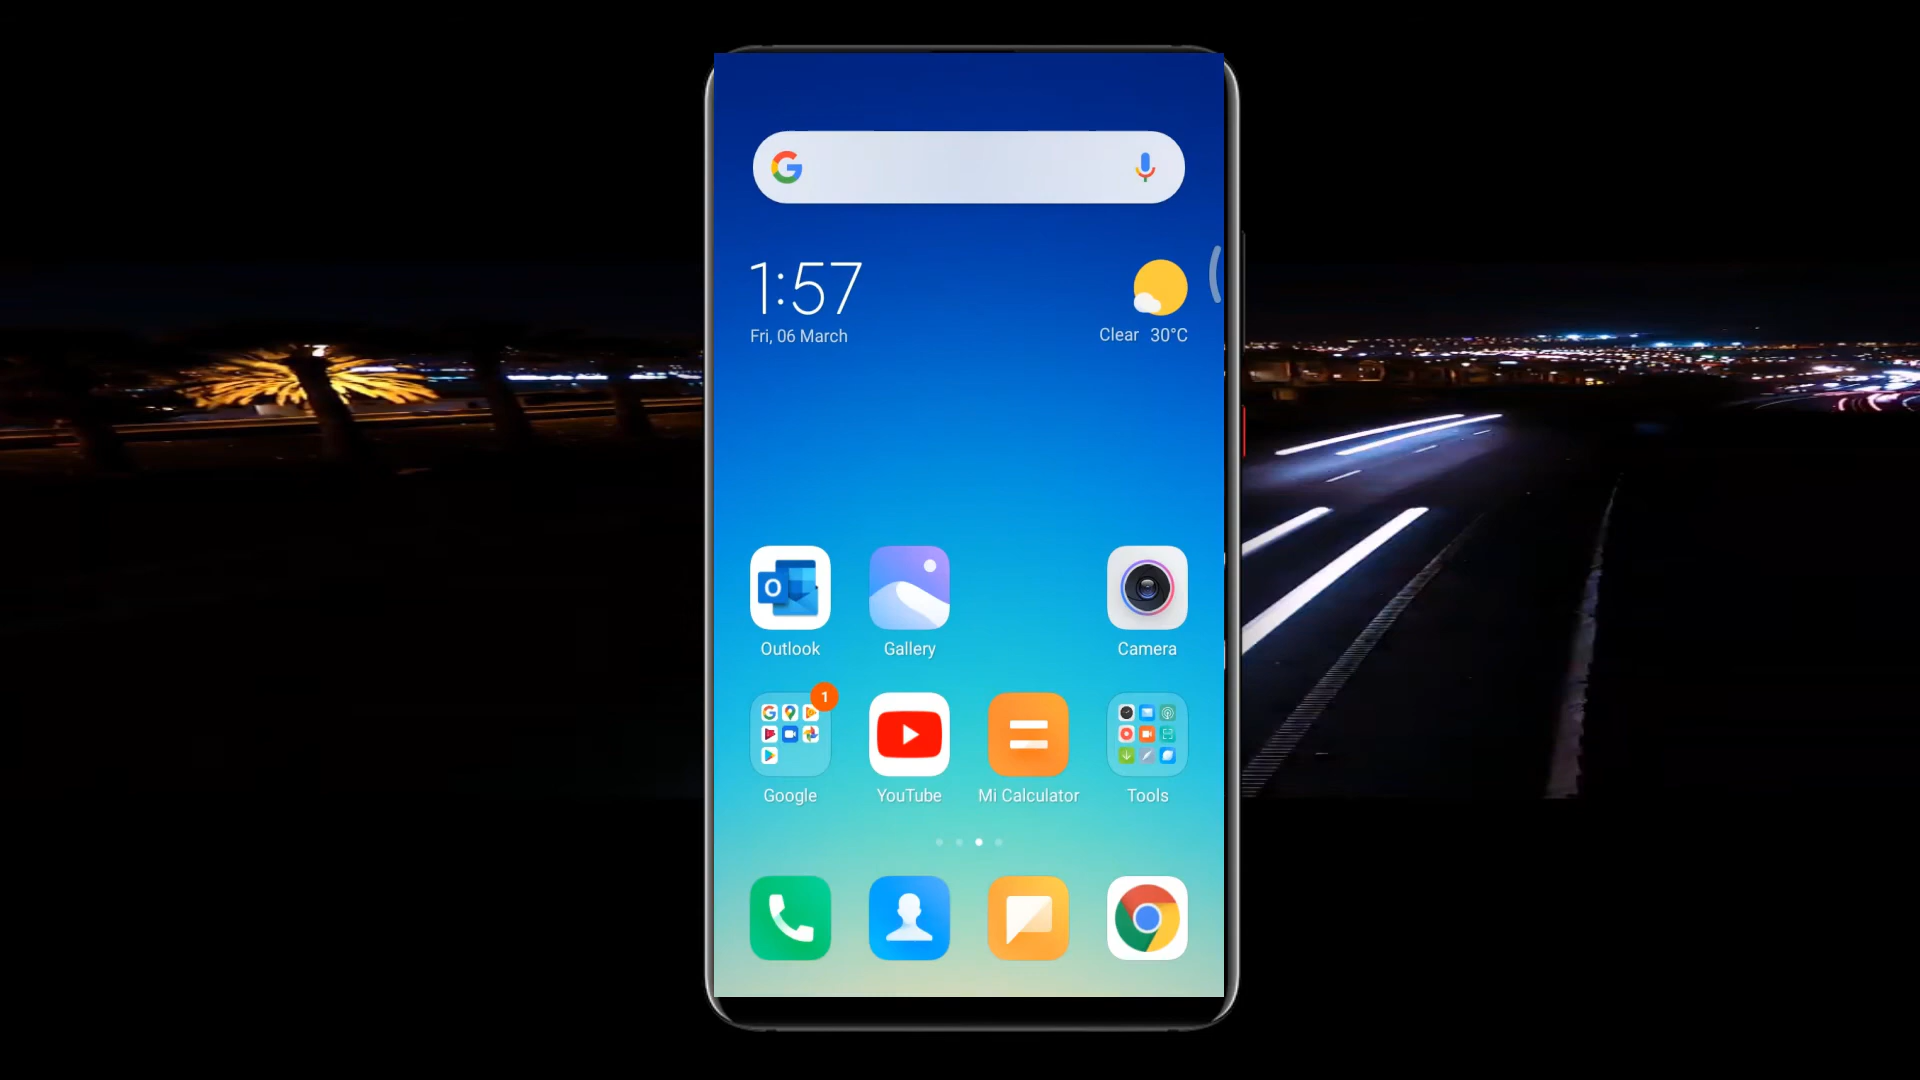 1:57
Fri, 06 March
Clear 30°C
Outlook
Gallery
Camera
1
Google
YouTube
Mi Calculator
Tools